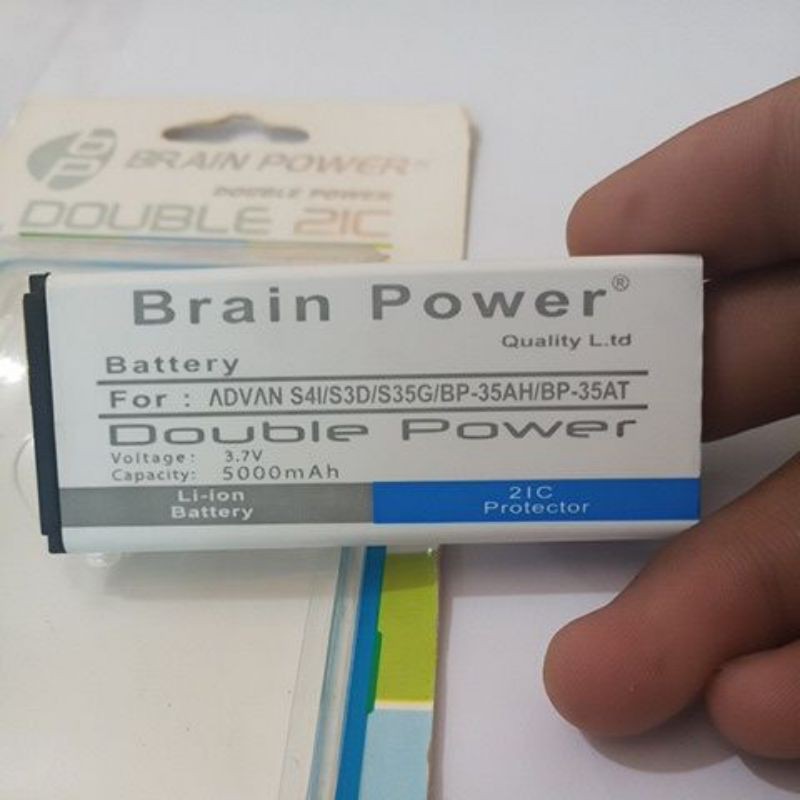 BRAIN POWER
DOUBLE POWER
DOUBLE 2IC
Brain Power®
Quality L.td
Battery
For : ADVAN S4I/S3D/S35G/BP-35AH/BP-35AT
Double Power
Voltage: 3.7V
Capacity: 5000mAh
Li-ion
Battery
2IC
Protector